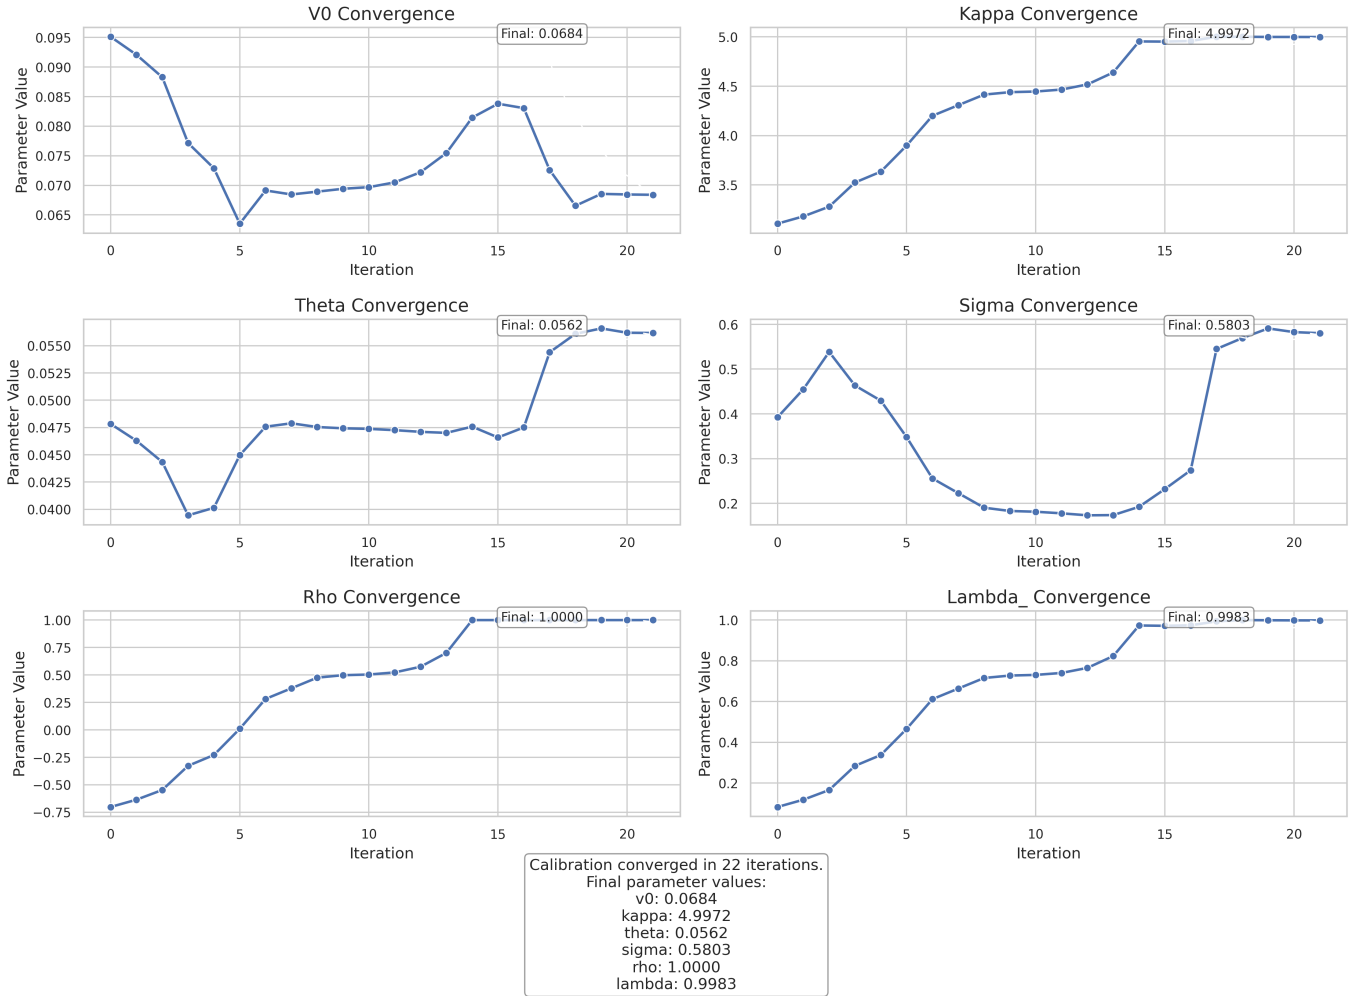 V0 Convergence
Final: 0.0684
Parameter Value
0.095
0.090
0.085
0.080
0.075
0.070
0.065
0 5 10 15 20
Iteration
Kappa Convergence
Final: 4.9972
Parameter Value
5.0
4.5
4.0
3.5
0 5 10 15 20
Iteration
Theta Convergence
Final: 0.0562
Parameter Value
0.0550
0.0525
0.0500
0.0475
0.0450
0.0425
0.0400
0 5 10 15 20
Iteration
Sigma Convergence
Final: 0.5803
Parameter Value
0.6
0.5
0.4
0.3
0.2
0 5 10 15 20
Iteration
Rho Convergence
Final: 1.0000
Parameter Value
1.00
0.75
0.50
0.25
0.00
−0.25
−0.50
−0.75
0 5 10 15 20
Iteration
Lambda_ Convergence
Final: 0.9983
Parameter Value
1.0
0.8
0.6
0.4
0.2
0 5 10 15 20
Iteration
Calibration converged in 22 iterations.
Final parameter values:
v0: 0.0684
kappa: 4.9972
theta: 0.0562
sigma: 0.5803
rho: 1.0000
lambda: 0.9983